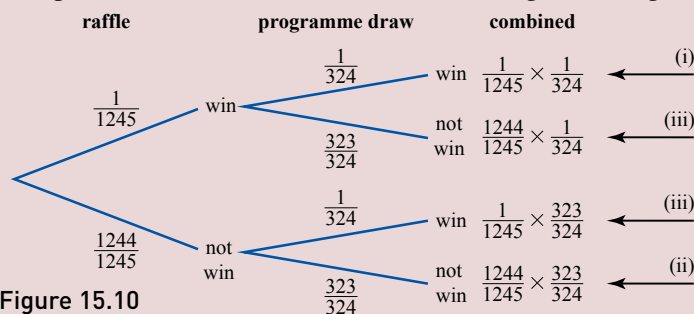 raffle programme draw combined
1/324
win 1/1245 × 1/324 (i)
1/1245 win
not win 1244/1245 × 1/324 (iii)
323/324
1/324
win 1/1245 × 323/324 (iii)
1244/1245 not win
not win 1244/1245 × 323/324 (ii)
323/324
Figure 15.10